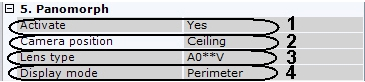 5. Panomorph
Activate Yes 1
Camera position Ceiling 2
Lens type A0**V 3
Display mode Perimeter 4